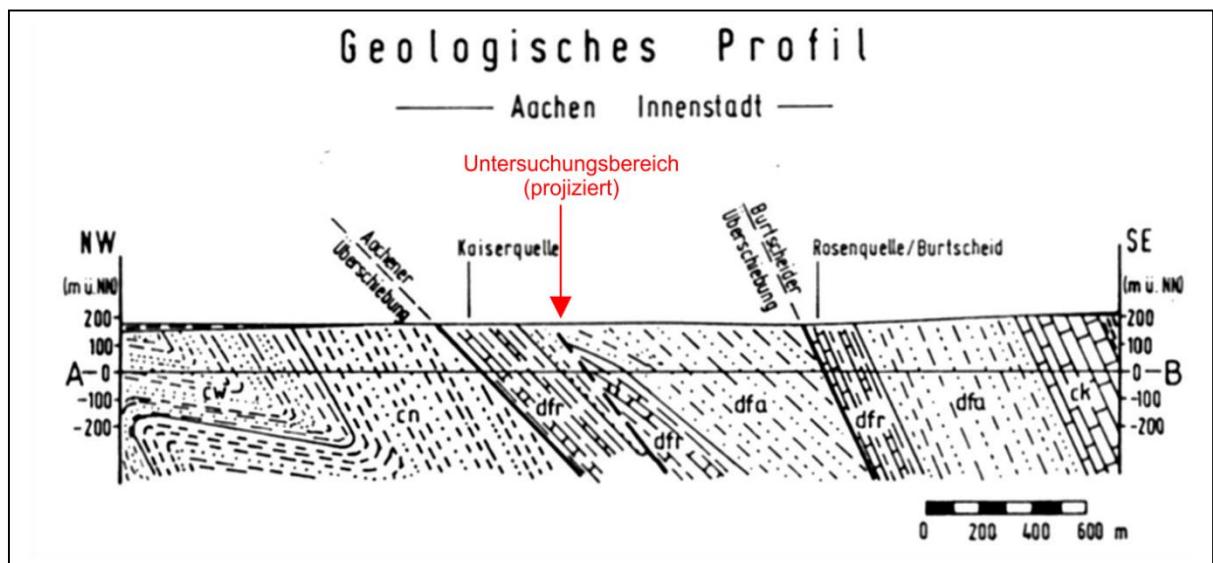 Geologisches Profil
Aachen Innenstadt
Untersuchungsbereich
(projiziert)
NW
(m ü.NN)
Aachener
Überschiebung
Kaiserquelle
Burtscheider
Überschiebung
Rosenquelle/Burtscheid
SE
(m ü.NN)
200
100
0
-100
-200
A
cw
cn
dfr
dfr
dfa
dfr
dfa
ck
200
100
0
-100
-200
B
0 200 400 600 m